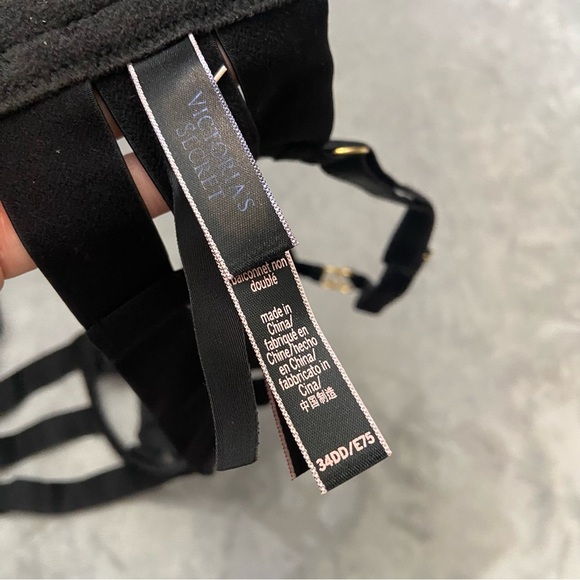 VICTORIA'S
SECRET
balconnet non
doublé
made in
China/
fabriqué en
Chine/hecho
en China/
fabbricato in
Cina/
中国制造
34DD/E75